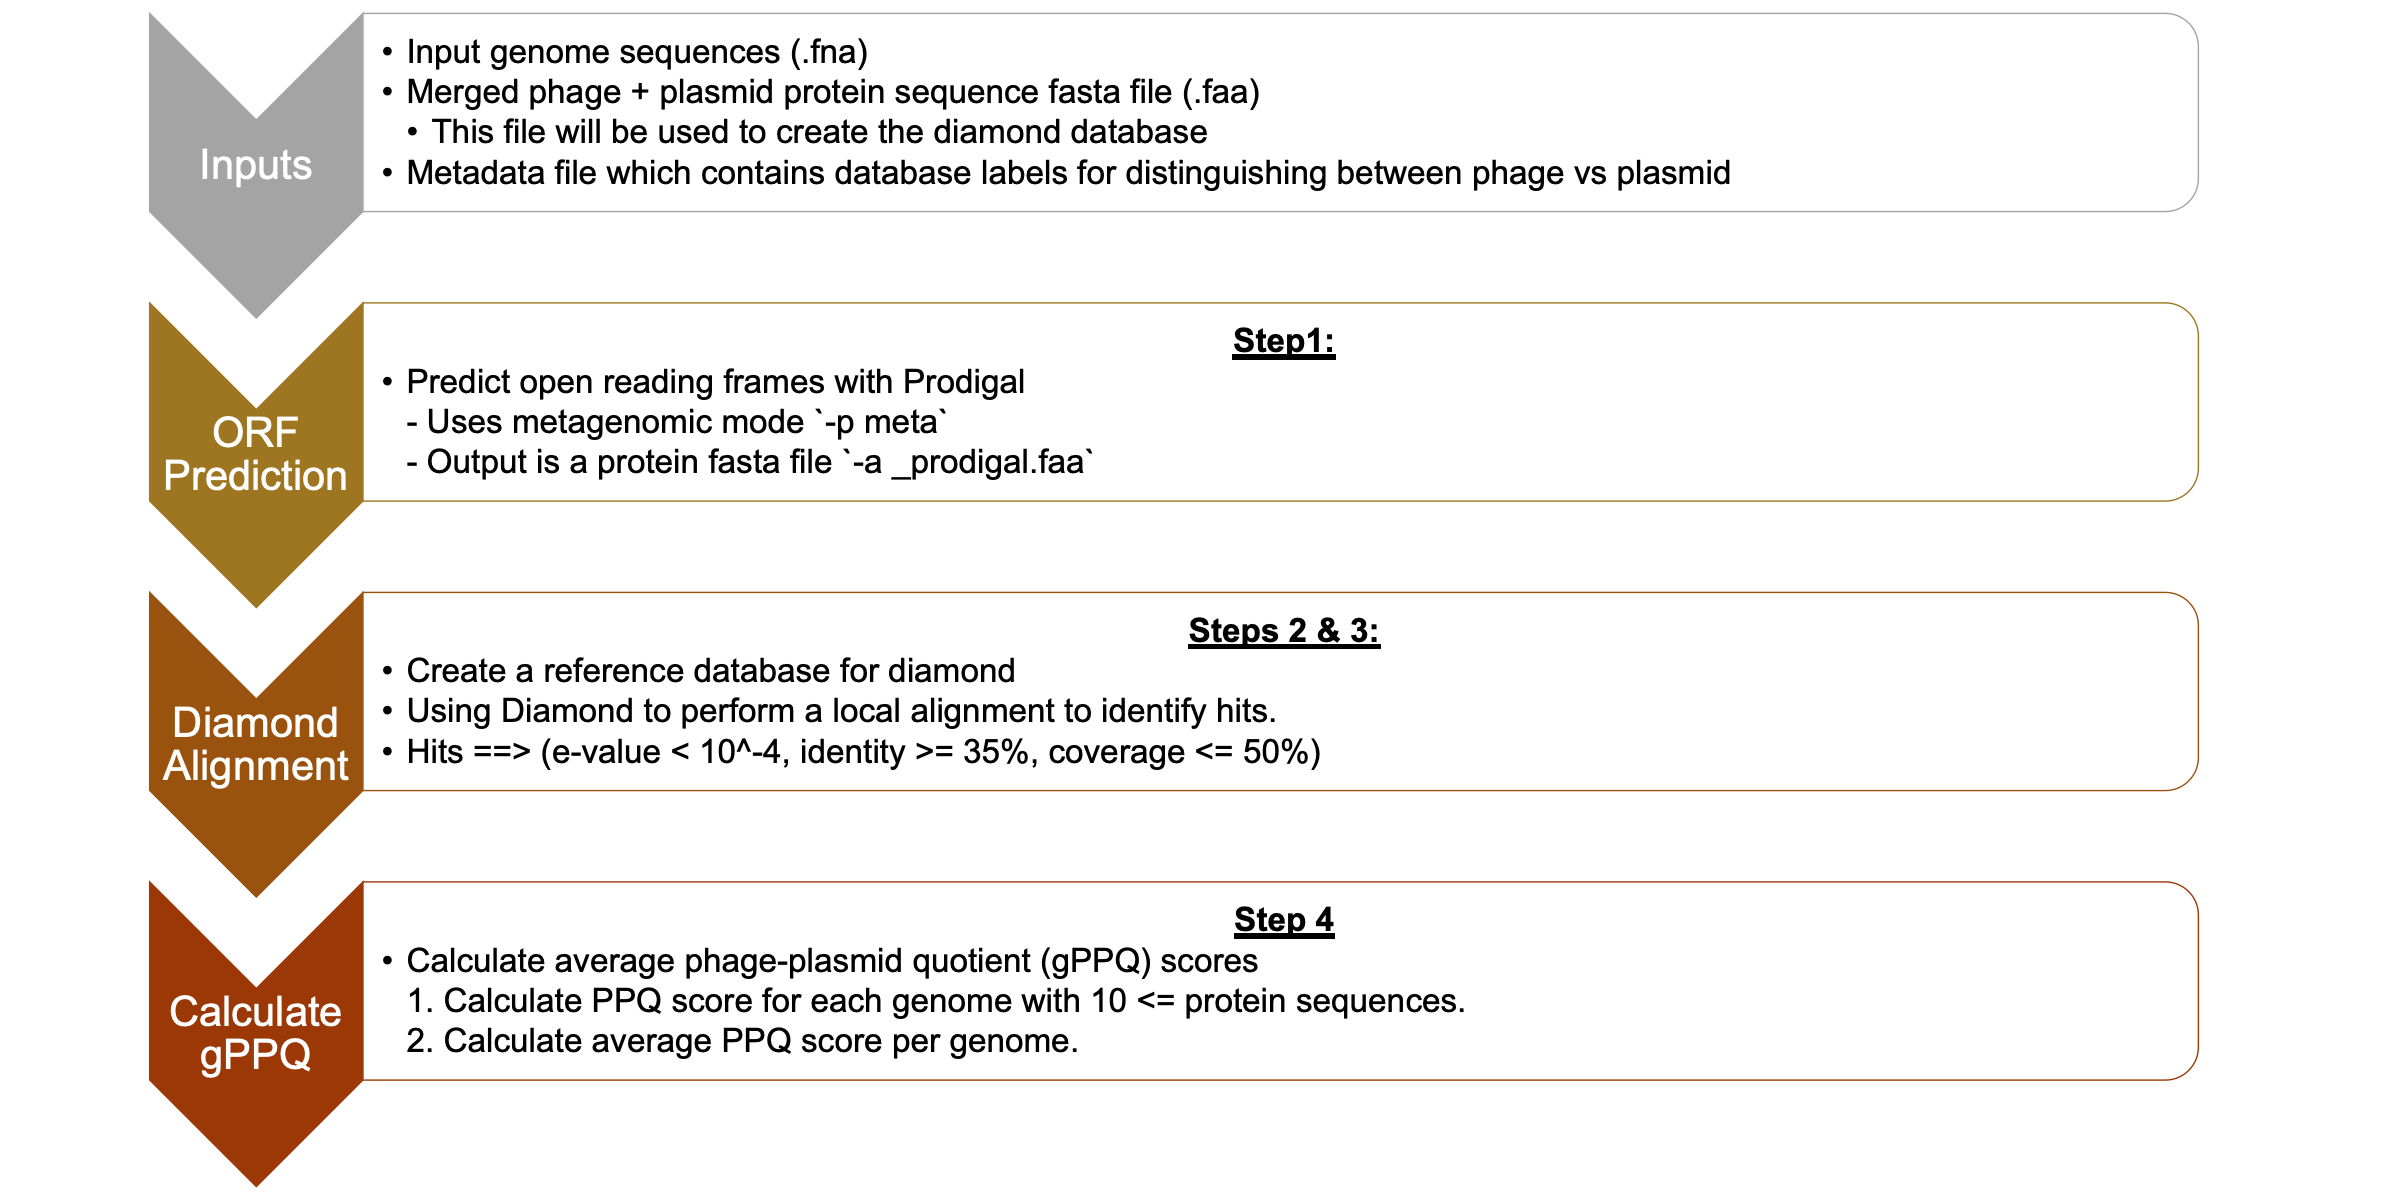 Inputs
• Input genome sequences (.fna)
• Merged phage + plasmid protein sequence fasta file (.faa)
• This file will be used to create the diamond database
• Metadata file which contains database labels for distinguishing between phage vs plasmid
ORF
Prediction
Step1:
• Predict open reading frames with Prodigal
- Uses metagenomic mode `-p meta`
- Output is a protein fasta file `-a _prodigal.faa`
Diamond
Alignment
Steps 2 & 3:
• Create a reference database for diamond
• Using Diamond to perform a local alignment to identify hits.
• Hits ==> (e-value < 10^-4, identity >= 35%, coverage <= 50%)
Calculate
gPPQ
Step 4
• Calculate average phage-plasmid quotient (gPPQ) scores
1. Calculate PPQ score for each genome with 10 <= protein sequences.
2. Calculate average PPQ score per genome.